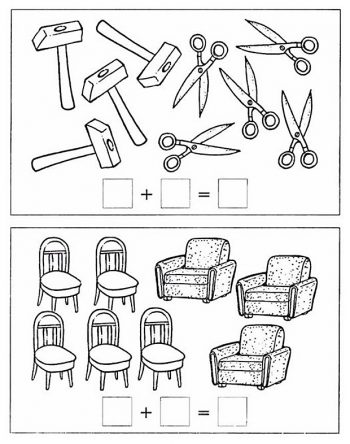 + =
+ =